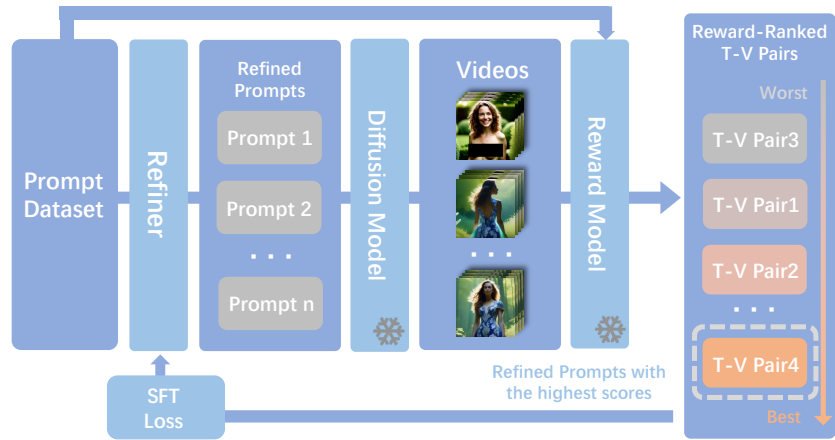 Prompt
Dataset
Refiner
Refined
Prompts
Prompt 1
Prompt 2
. . .
Prompt n
Diffusion Model
Videos
. . .
Reward Model
Reward-Ranked
T-V Pairs
Worst
T-V Pair3
T-V Pair1
T-V Pair2
. . .
T-V Pair4
Best
Refined Prompts with
the highest scores
SFT
Loss